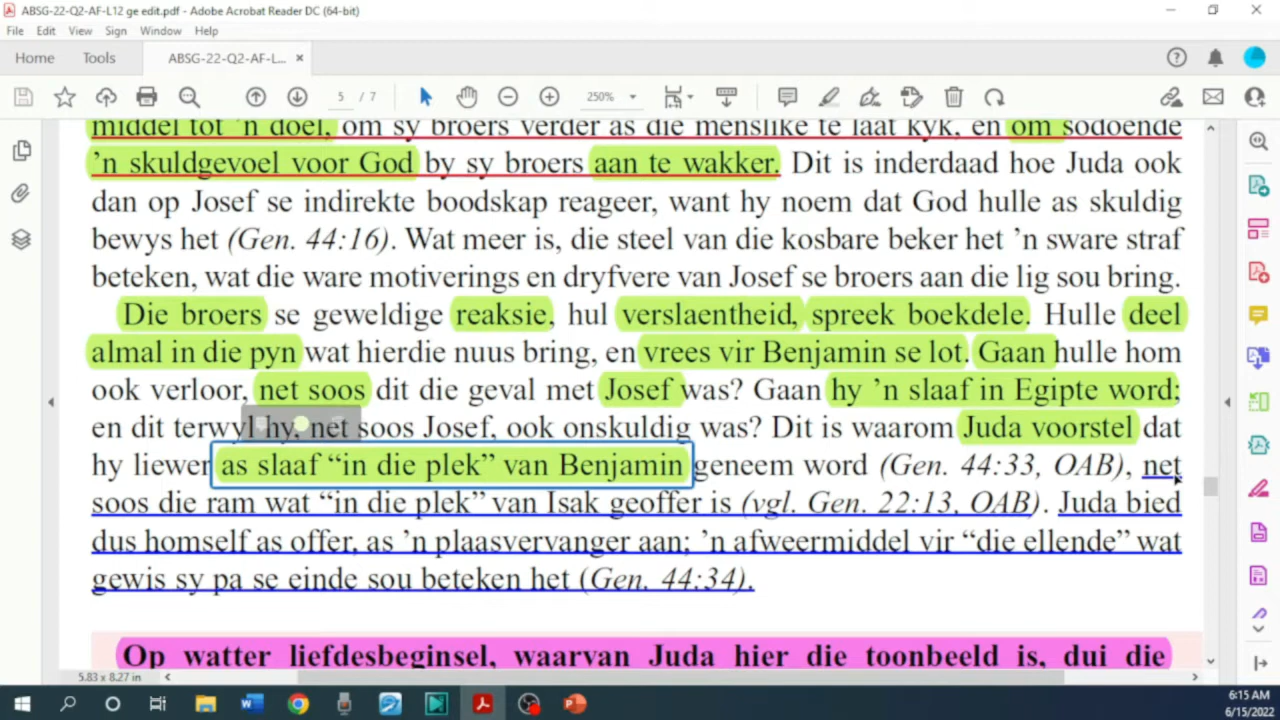 ABSG-22-Q2-AF-L12 ge edit.pdf - Adobe Acrobat Reader DC (64-bit)
File Edit View Sign Window Help
Home Tools ABSG-22-Q2-AF-L... ×
5 / 7 250%
middel tot ’n doel, om sy broers verder as die menslike te laat kyk, en om sodoende
’n skuldgevoel voor God by sy broers aan te wakker. Dit is inderdaad hoe Juda ook
dan op Josef se indirekte boodskap reageer, want hy noem dat God hulle as skuldig
bewys het (Gen. 44:16). Wat meer is, die steel van die kosbare beker het ’n sware straf
beteken, wat die ware motiverings en dryfvere van Josef se broers aan die lig sou bring.
Die broers se geweldige reaksie, hul verslaentheid, spreek boekdele. Hulle deel
almal in die pyn wat hierdie nuus bring, en vrees vir Benjamin se lot. Gaan hulle hom
ook verloor, net soos dit die geval met Josef was? Gaan hy ’n slaaf in Egipte word;
en dit terwyl hy, net soos Josef, ook onskuldig was? Dit is waarom Juda voorstel dat
hy liewer as slaaf “in die plek” van Benjamin geneem word (Gen. 44:33, OAB), net
soos die ram wat “in die plek” van Isak geoffer is (vgl. Gen. 22:13, OAB). Juda bied
dus homself as offer, as ’n plaasvervanger aan; ’n afweermiddel vir “die ellende” wat
gewis sy pa se einde sou beteken het (Gen. 44:34).
Op watter liefdesbeginsel, waarvan Juda hier die toonbeeld is, dui die
5.83 x 8.27 in
6:15 AM
6/15/2022